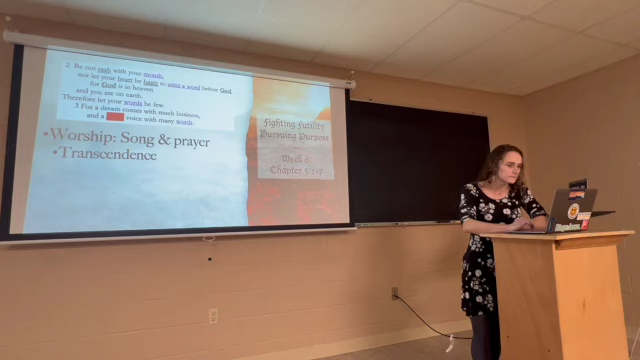 2 Be not rash with your mouth,
nor let your heart be hasty to utter a word before God,
for God is in heaven
and you are on earth.
Therefore let your words be few.
3 For a dream comes with much business,
and a voice with many words.
•Worship: Song & prayer
•Transcendence
Fighting Futility
Pursuing Purpose
Week 6:
Chapter 5:1-7